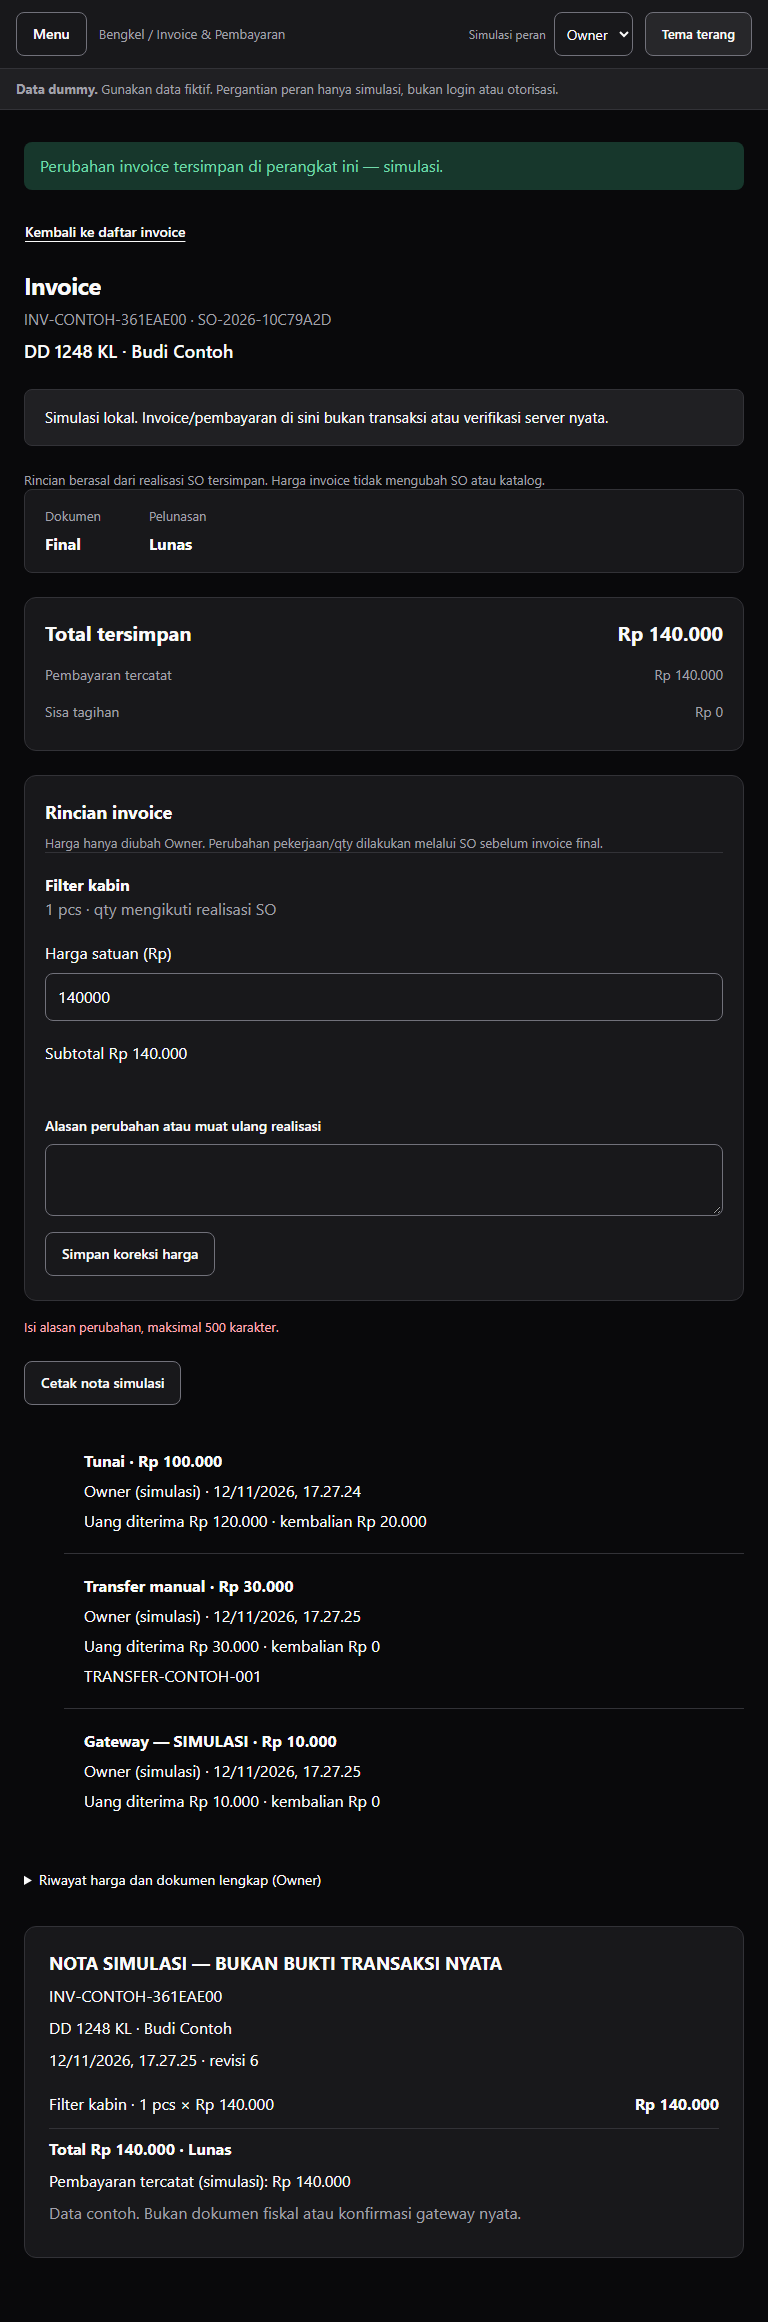 Menu
Bengkel / Invoice & Pembayaran
Simulasi peran
Owner
Tema terang
Data dummy. Gunakan data fiktif. Pergantian peran hanya simulasi, bukan login atau otorisasi.
Perubahan invoice tersimpan di perangkat ini — simulasi.
Kembali ke daftar invoice
Invoice
INV-CONTOH-361EAE00 · SO-2026-10C79A2D
DD 1248 KL · Budi Contoh
Simulasi lokal. Invoice/pembayaran di sini bukan transaksi atau verifikasi server nyata.
Rincian berasal dari realisasi SO tersimpan. Harga invoice tidak mengubah SO atau katalog.
Dokumen
Pelunasan
Final
Lunas
Total tersimpan
Rp 140.000
Pembayaran tercatat
Rp 140.000
Sisa tagihan
Rp 0
Rincian invoice
Harga hanya diubah Owner. Perubahan pekerjaan/qty dilakukan melalui SO sebelum invoice final.
Filter kabin
1 pcs · qty mengikuti realisasi SO
Harga satuan (Rp)
140000
Subtotal Rp 140.000
Alasan perubahan atau muat ulang realisasi
Simpan koreksi harga
Isi alasan perubahan, maksimal 500 karakter.
Cetak nota simulasi
Tunai · Rp 100.000
Owner (simulasi) · 12/11/2026, 17.27.24
Uang diterima Rp 120.000 · kembalian Rp 20.000
Transfer manual · Rp 30.000
Owner (simulasi) · 12/11/2026, 17.27.25
Uang diterima Rp 30.000 · kembalian Rp 0
TRANSFER-CONTOH-001
Gateway — SIMULASI · Rp 10.000
Owner (simulasi) · 12/11/2026, 17.27.25
Uang diterima Rp 10.000 · kembalian Rp 0
Riwayat harga dan dokumen lengkap (Owner)
NOTA SIMULASI — BUKAN BUKTI TRANSAKSI NYATA
INV-CONTOH-361EAE00
DD 1248 KL · Budi Contoh
12/11/2026, 17.27.25 · revisi 6
Filter kabin · 1 pcs × Rp 140.000
Rp 140.000
Total Rp 140.000 · Lunas
Pembayaran tercatat (simulasi): Rp 140.000
Data contoh. Bukan dokumen fiskal atau konfirmasi gateway nyata.